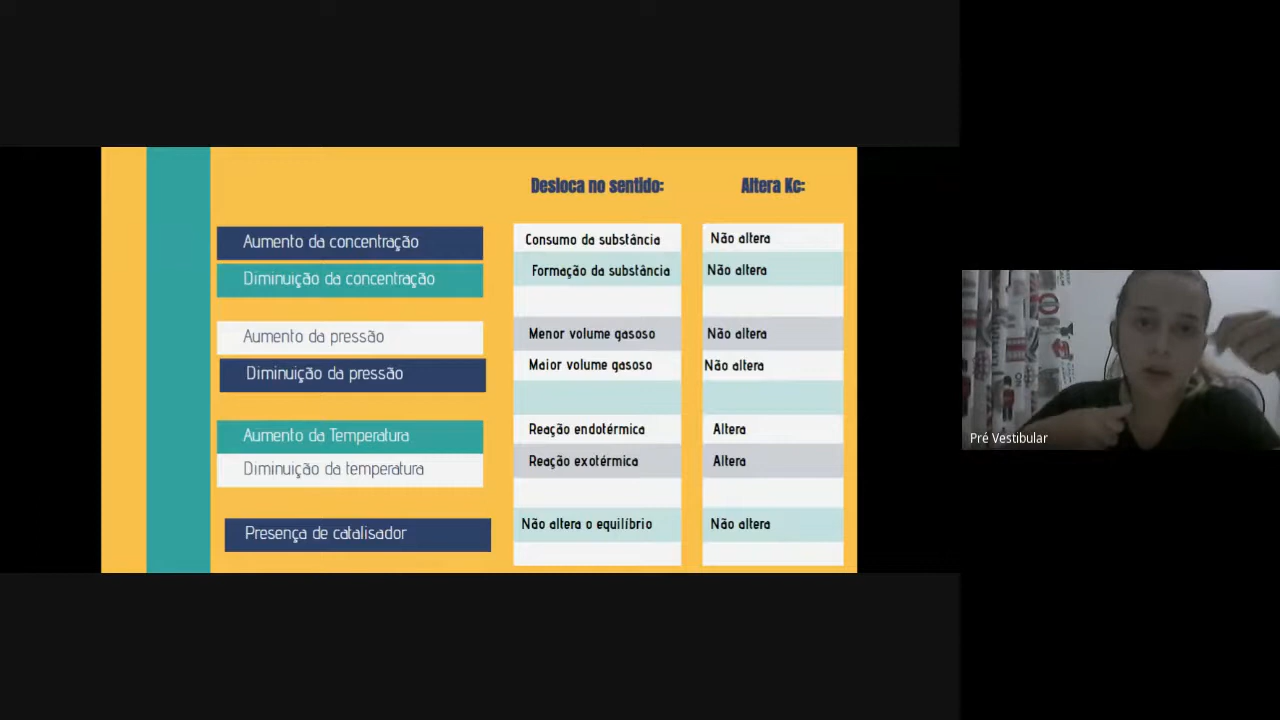 Desloca no sentido: Altera Kc:
Aumento da concentração Consumo da substância Não altera
Diminuição da concentração Formação da substância Não altera
Aumento da pressão Menor volume gasoso Não altera
Diminuição da pressão Maior volume gasoso Não altera
Aumento da Temperatura Reação endotérmica Altera
Diminuição da temperatura Reação exotérmica Altera
Presença de catalisador Não altera o equilíbrio Não altera
Pré Vestibular